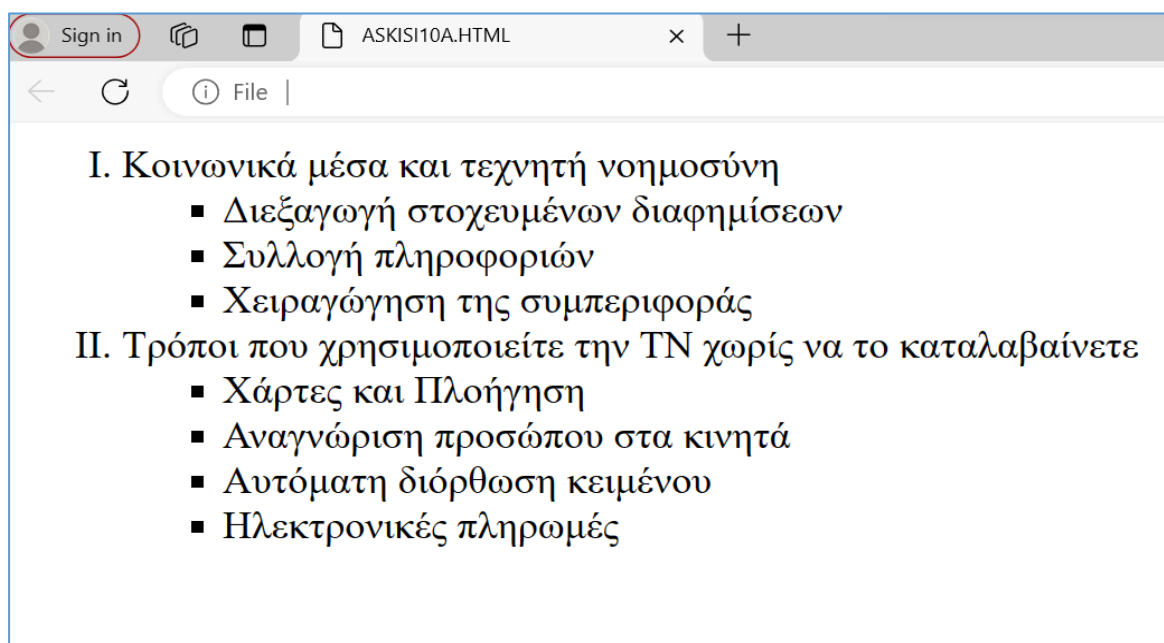 Sign in
ASKISI10A.HTML
File
I. Κοινωνικά μέσα και τεχνητή νοημοσύνη
▪ Διεξαγωγή στοχευμένων διαφημίσεων
▪ Συλλογή πληροφοριών
▪ Χειραγώγηση της συμπεριφοράς
II. Τρόποι που χρησιμοποιείτε την ΤΝ χωρίς να το καταλαβαίνετε
▪ Χάρτες και Πλοήγηση
▪ Αναγνώριση προσώπου στα κινητά
▪ Αυτόματη διόρθωση κειμένου
▪ Ηλεκτρονικές πληρωμές